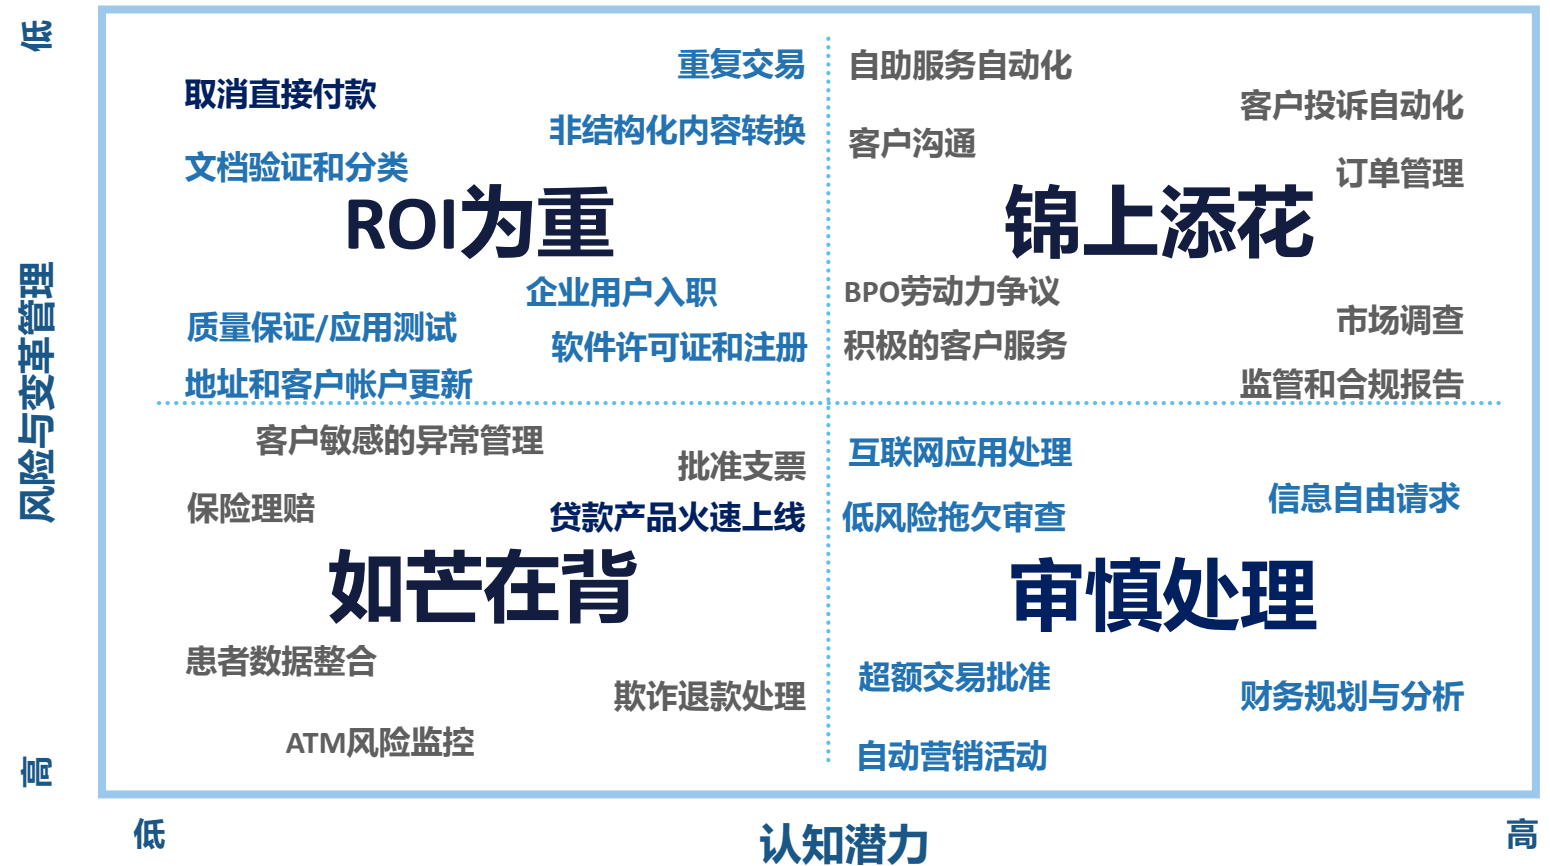 低
风险与变革管理
高
取消直接付款
重复交易
非结构化内容转换
文档验证和分类
ROI为重
企业用户入职
质量保证/应用测试
软件许可证和注册
地址和客户帐户更新
自助服务自动化
客户投诉自动化
客户沟通
订单管理
锦上添花
BPO劳动力争议
市场调查
积极的客户服务
监管和合规报告
客户敏感的异常管理
批准支票
保险理赔
贷款产品火速上线
如芒在背
患者数据整合
欺诈退款处理
ATM风险监控
互联网应用处理
信息自由请求
低风险拖欠审查
审慎处理
超额交易批准
财务规划与分析
自动营销活动
低
认知潜力
高